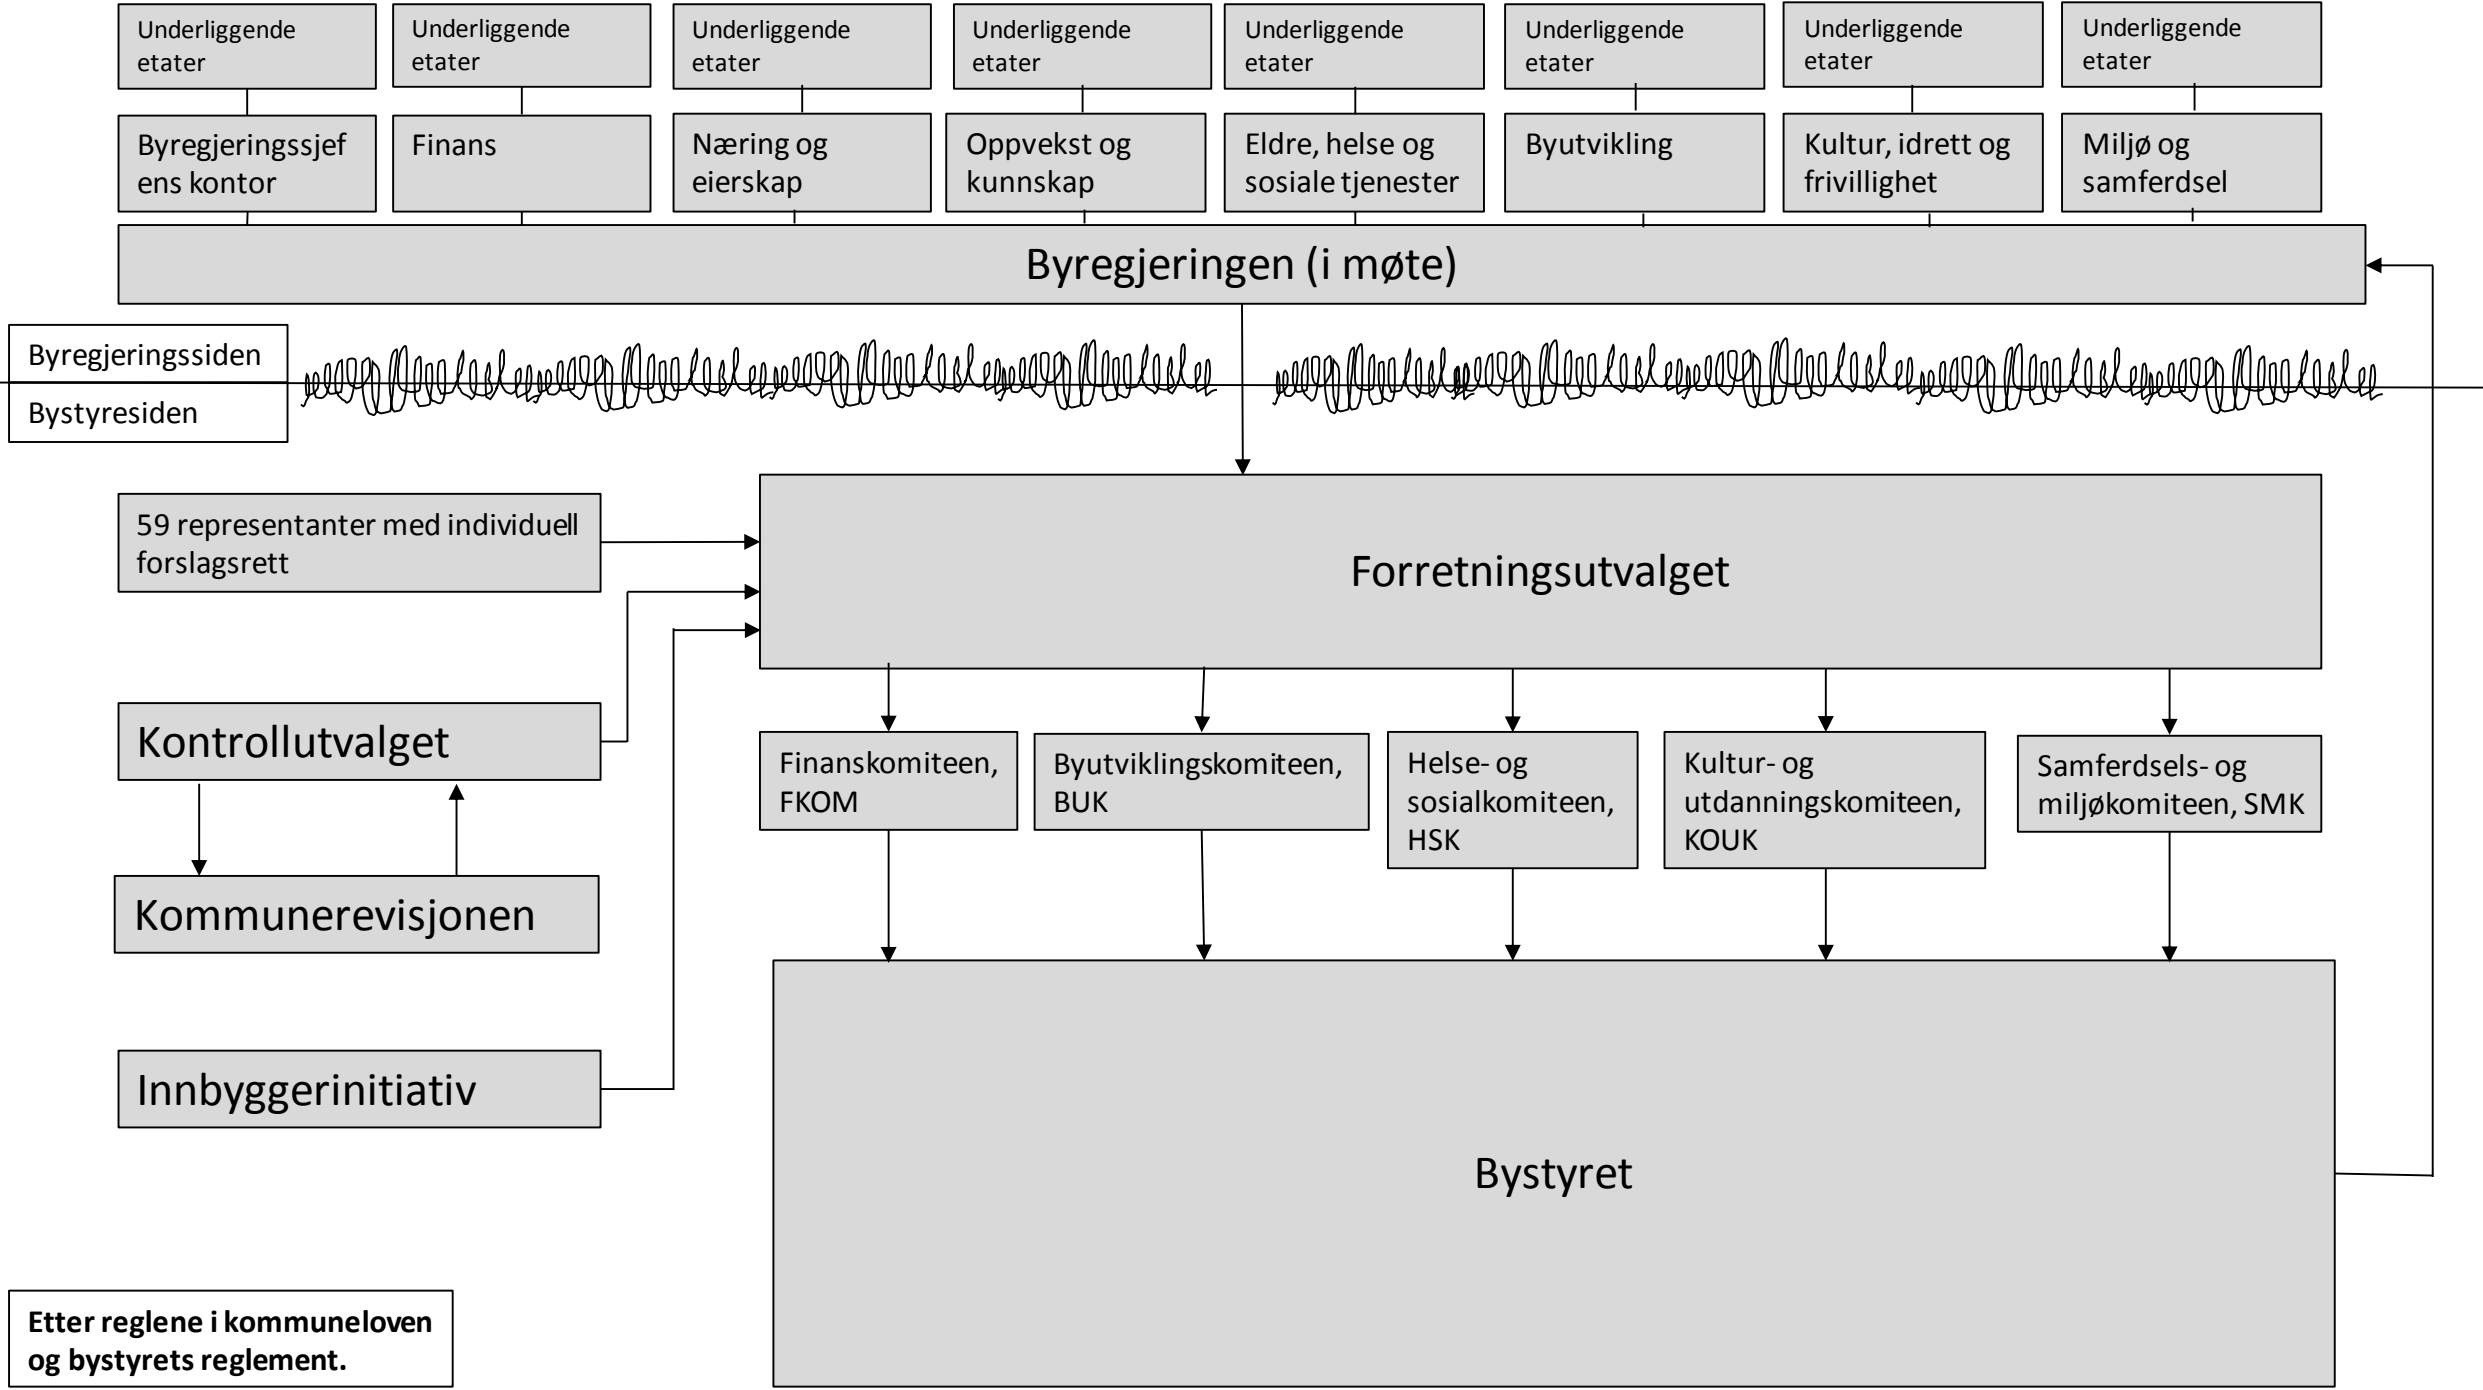 Underliggende
etater
Underliggende
etater
Underliggende
etater
Underliggende
etater
Underliggende
etater
Underliggende
etater
Underliggende
etater
Underliggende
etater
Byregjeringssjef
ens kontor
Finans
Næring og
eierskap
Oppvekst og
kunnskap
Eldre, helse og
sosiale tjenester
Byutvikling
Kultur, idrett og
frivillighet
Miljø og
samferdsel
Byregjeringen (i møte)
Byregjeringssiden
Bystyresiden
59 representanter med individuell
forslagsrett
Forretningsutvalget
Kontrollutvalget
Finanskomiteen,
FKOM
Byutviklingskomiteen,
BUK
Helse- og
sosialkomiteen,
HSK
Kultur- og
utdanningskomiteen,
KOUK
Samferdsels- og
miljøkomiteen, SMK
Kommunerevisjonen
Innbyggerinitiativ
Bystyret
Etter reglene i kommuneloven
og bystyrets reglement.